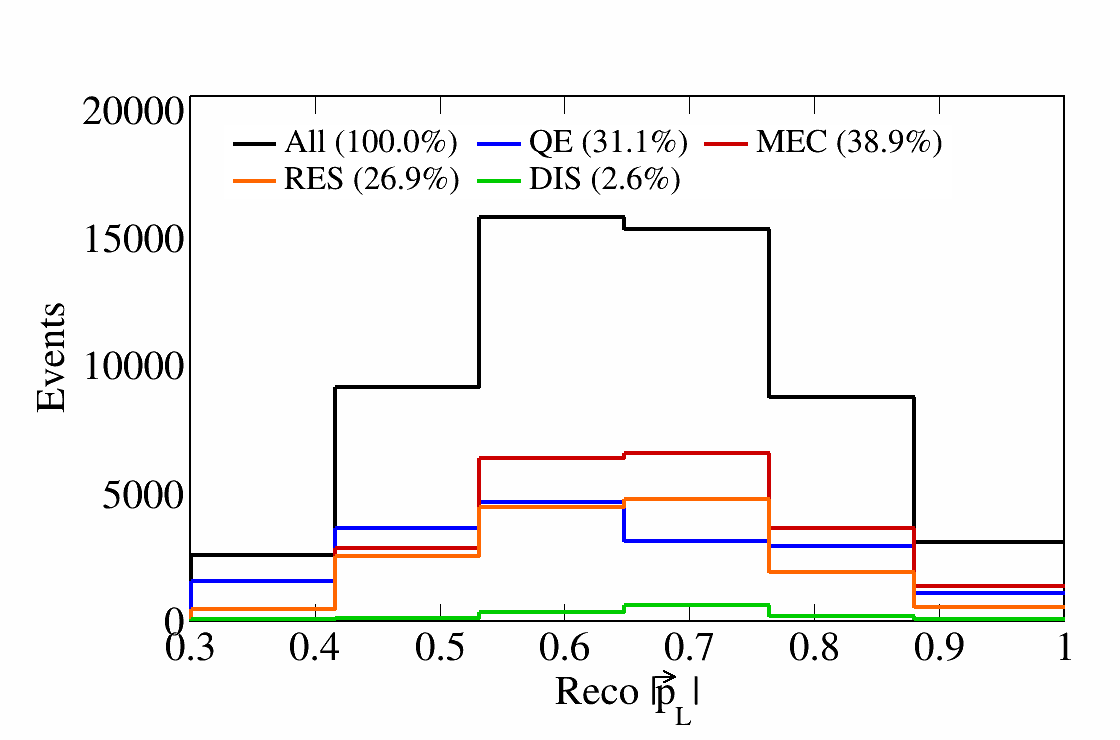 20000
All (100.0%) QE (31.1%) MEC (38.9%)
RES (26.9%) DIS (2.6%)
15000
10000
5000
0
Events
0.3 0.4 0.5 0.6 0.7 0.8 0.9 1
Reco |p⃗_L|